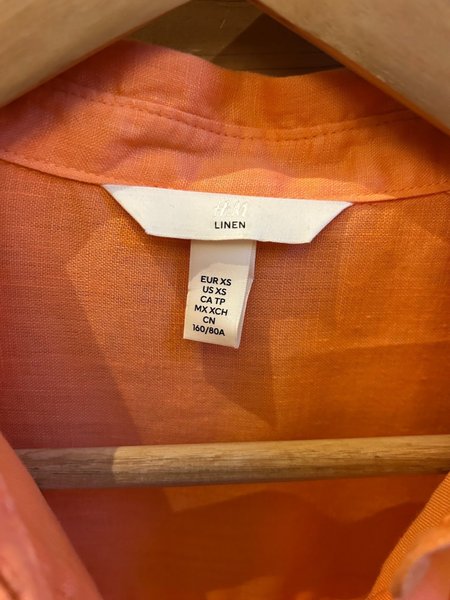 H&M
LINEN
EUR XS
US XS
CA TP
MX XCH
CN
160/80A